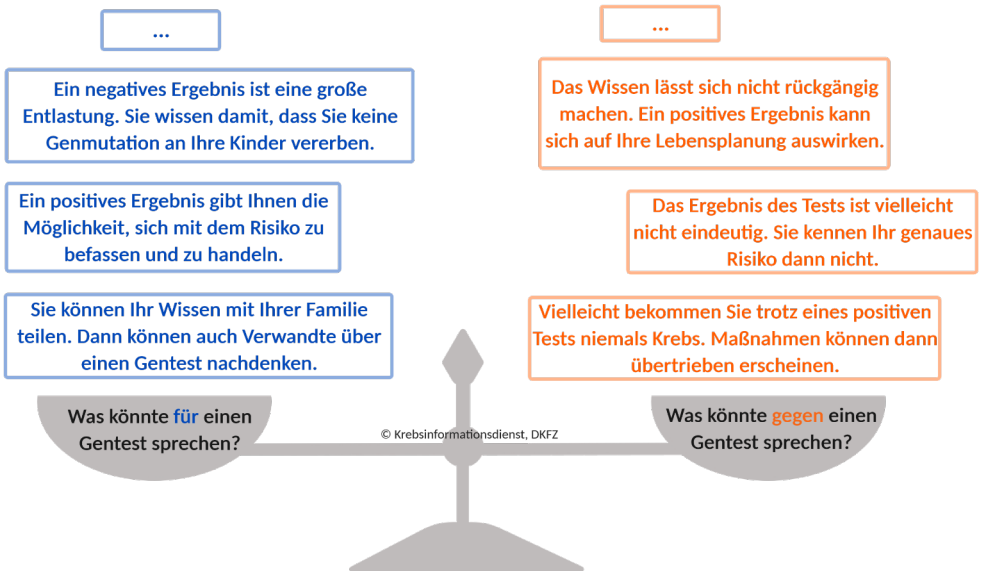 ...
Ein negatives Ergebnis ist eine große
Entlastung. Sie wissen damit, dass Sie keine
Genmutation an Ihre Kinder vererben.
Ein positives Ergebnis gibt Ihnen die
Möglichkeit, sich mit dem Risiko zu
befassen und zu handeln.
Sie können Ihr Wissen mit Ihrer Familie
teilen. Dann können auch Verwandte über
einen Gentest nachdenken.
Was könnte für einen
Gentest sprechen?
...
Das Wissen lässt sich nicht rückgängig
machen. Ein positives Ergebnis kann
sich auf Ihre Lebensplanung auswirken.
Das Ergebnis des Tests ist vielleicht
nicht eindeutig. Sie kennen Ihr genaues
Risiko dann nicht.
Vielleicht bekommen Sie trotz eines positiven
Tests niemals Krebs. Maßnahmen können dann
übertrieben erscheinen.
Was könnte gegen einen
Gentest sprechen?
© Krebsinformationsdienst, DKFZ